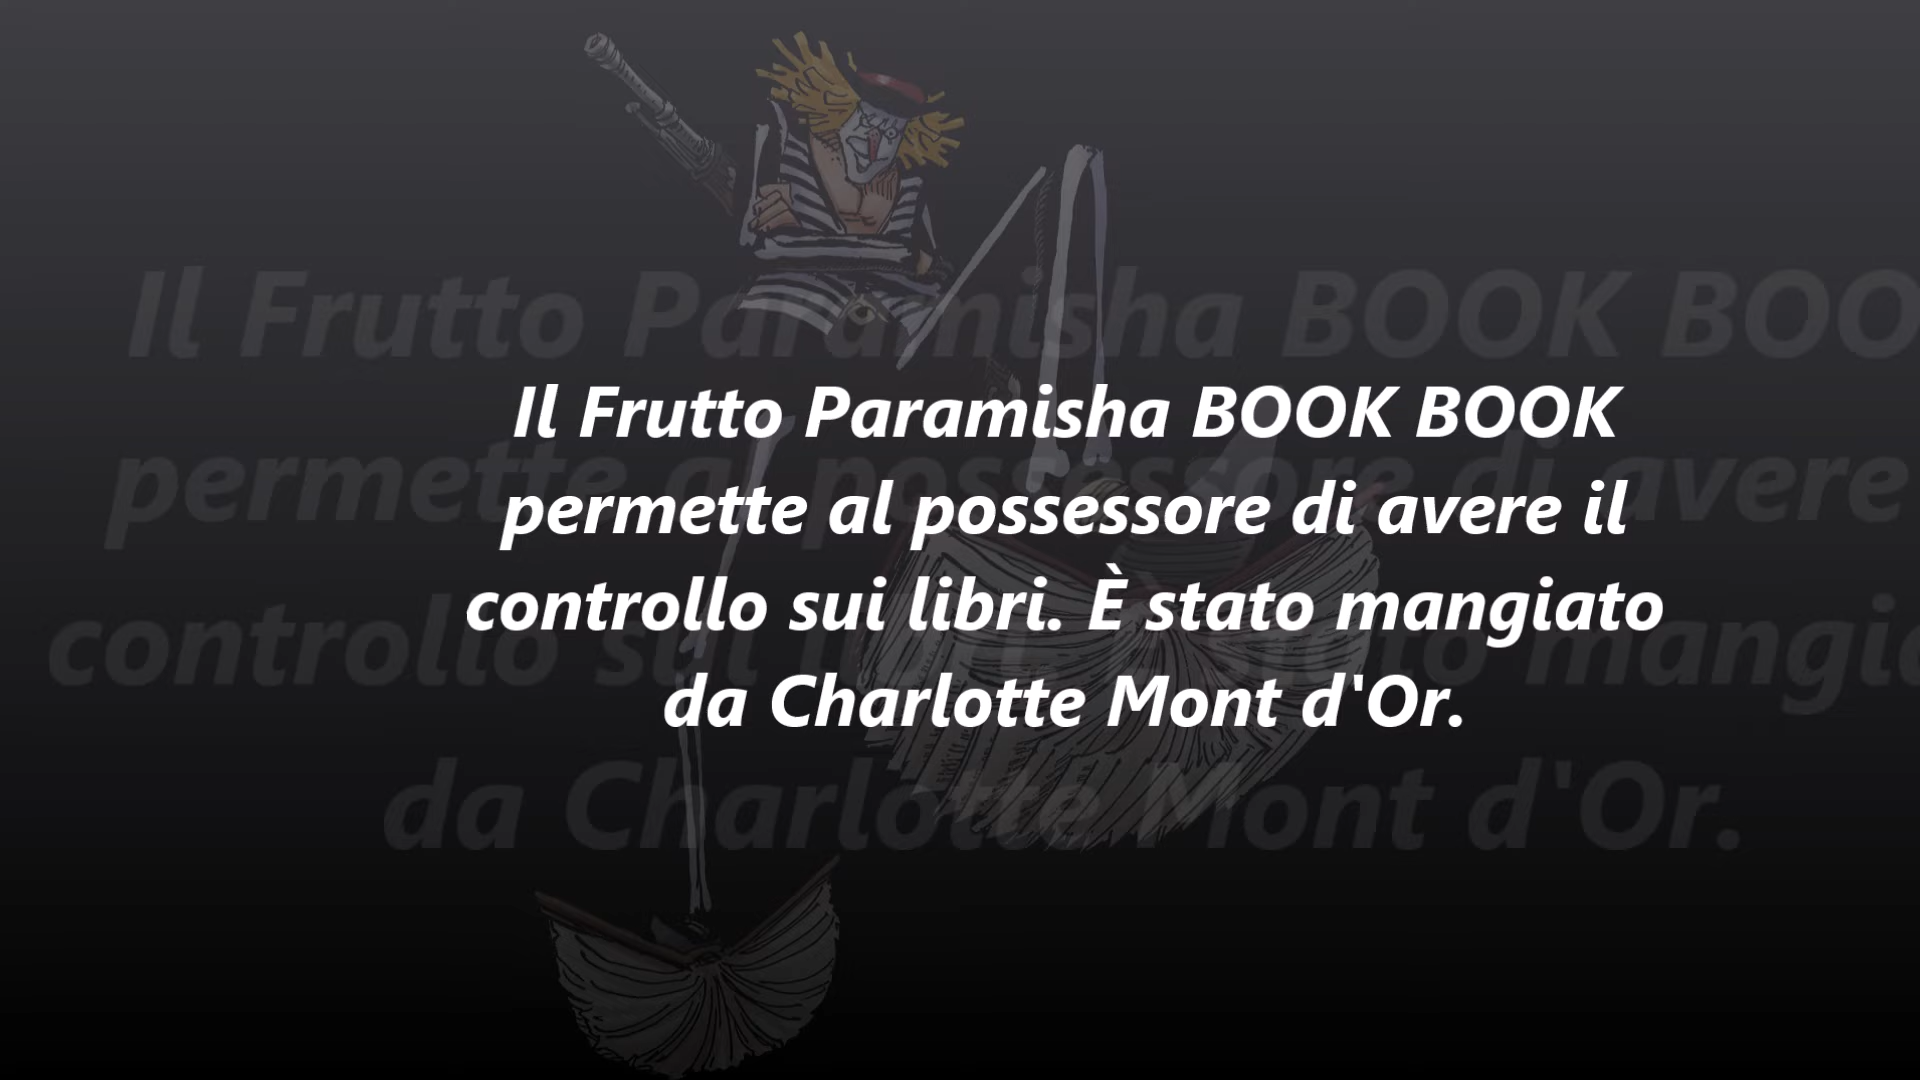 Il Frutto Paramisha BOOK BOOK
permette al possessore di avere il
controllo sui libri. È stato mangiato
da Charlotte Mont d'Or.